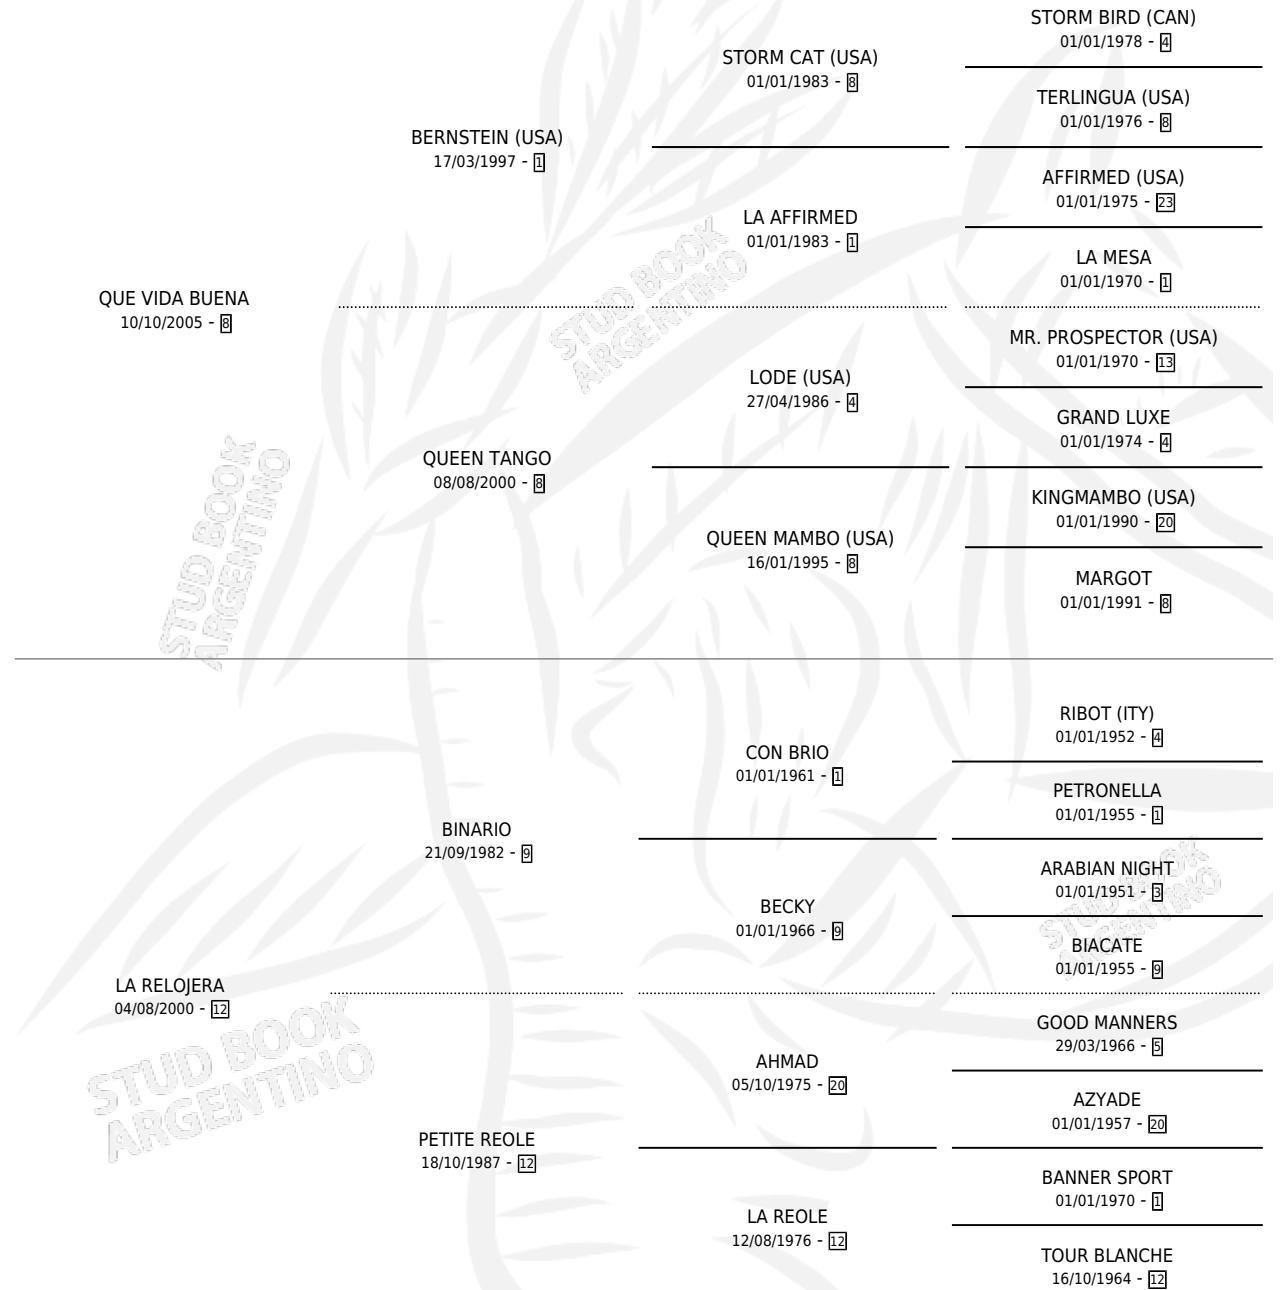 STORM BIRD (CAN)
01/01/1978 - 4
STORM CAT (USA)
01/01/1983 - 8
TERLINGUA (USA)
01/01/1976 - 8
BERNSTEIN (USA)
17/03/1997 - 1
AFFIRMED (USA)
01/01/1975 - 23
LA AFFIRMED
01/01/1983 - 1
LA MESA
01/01/1970 - 1
QUE VIDA BUENA
10/10/2005 - 8
STUD BOOK
ARGENTINO
MR. PROSPECTOR (USA)
01/01/1970 - 13
LODE (USA)
27/04/1986 - 4
GRAND LUXE
01/01/1974 - 4
QUEEN TANGO
08/08/2000 - 8
KINGMAMBO (USA)
01/01/1990 - 20
QUEEN MAMBO (USA)
16/01/1995 - 8
MARGOT
01/01/1991 - 8
STUD BOOK
ARGENTINO
RIBOT (ITY)
01/01/1952 - 4
CON BRIO
01/01/1961 - 1
PETRONELLA
01/01/1955 - 1
BINARIO
21/09/1982 - 9
ARABIAN NIGHT
01/01/1951 - 3
BECKY
01/01/1966 - 9
STUD BOOK
ARGENTINO
BIACATE
01/01/1955 - 9
LA RELOJERA
04/08/2000 - 12
GOOD MANNERS
29/03/1966 - 5
AHMAD
05/10/1975 - 20
AZYADE
01/01/1957 - 20
STUD BOOK
ARGENTINO
PETITE REOLE
18/10/1987 - 12
BANNER SPORT
01/01/1970 - 1
LA REOLE
12/08/1976 - 12
TOUR BLANCHE
16/10/1964 - 12